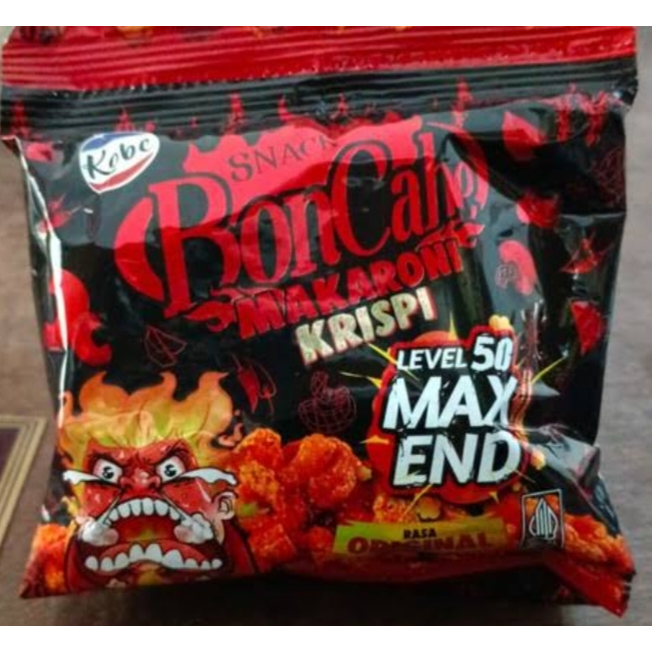 Kobe
SNACK
BonCabe
MAKARONI
KRISPI
LEVEL 50
MAX
END
RASA
ORIGINAL